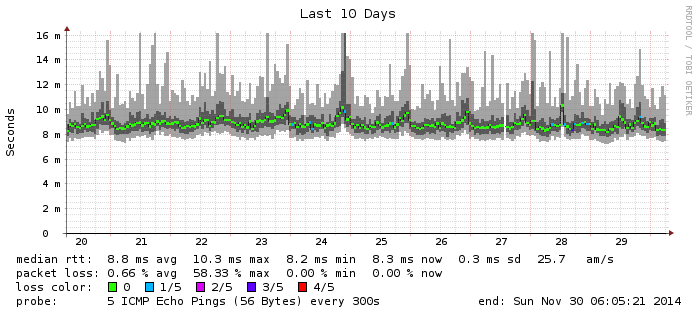 Last 10 Days
RRDTOOL / TOBI OETIKER
Seconds
16 m
14 m
12 m
10 m
8 m
6 m
4 m
2 m
0
20 21 22 23 24 25 26 27 28 29
median rtt: 8.8 ms avg 10.3 ms max 8.2 ms min 8.3 ms now 0.3 ms sd 25.7 am/s
packet loss: 0.66 % avg 58.33 % max 0.00 % min 0.00 % now
loss color: 0 1/5 2/5 3/5 4/5
probe: 5 ICMP Echo Pings (56 Bytes) every 300s end: Sun Nov 30 06:05:21 2014